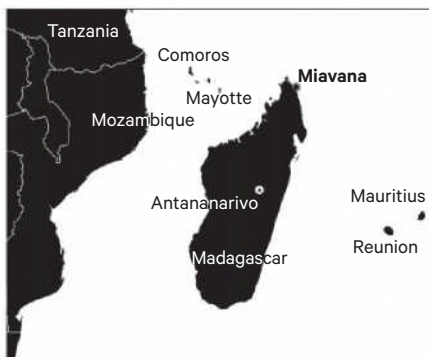 Tanzania
Comoros
Miavana
Mayotte
Mozambique
Mauritius
Antananarivo
Reunion
Madagascar